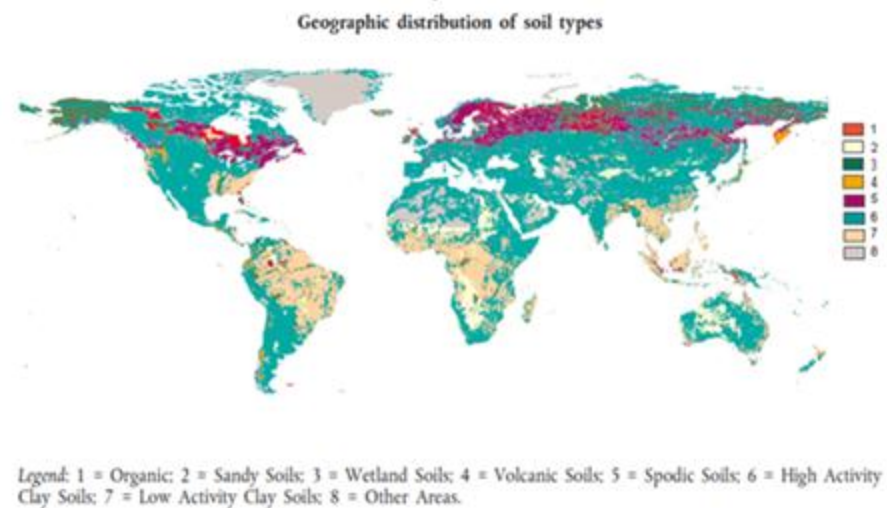 Geographic distribution of soil types
1
2
3
4
5
6
7
8
Legend: 1 = Organic; 2 = Sandy Soils; 3 = Wetland Soils; 4 = Volcanic Soils; 5 = Spodic Soils; 6 = High Activity
Clay Soils; 7 = Low Activity Clay Soils; 8 = Other Areas.